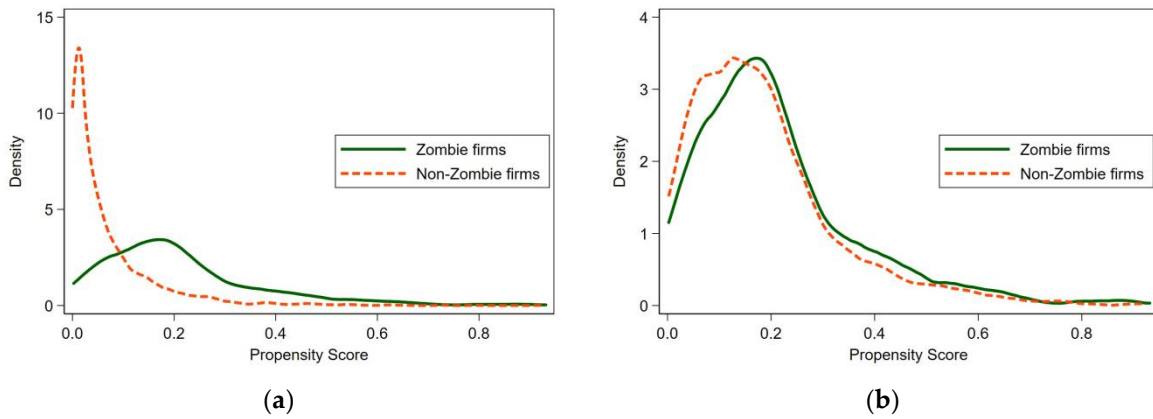 15
10
5
0
Density
Zombie firms
Non-Zombie firms
0.0 0.2 0.4 0.6 0.8
Propensity Score
(a)
4
3
2
1
0
Density
Zombie firms
Non-Zombie firms
0.0 0.2 0.4 0.6 0.8
Propensity Score
(b)